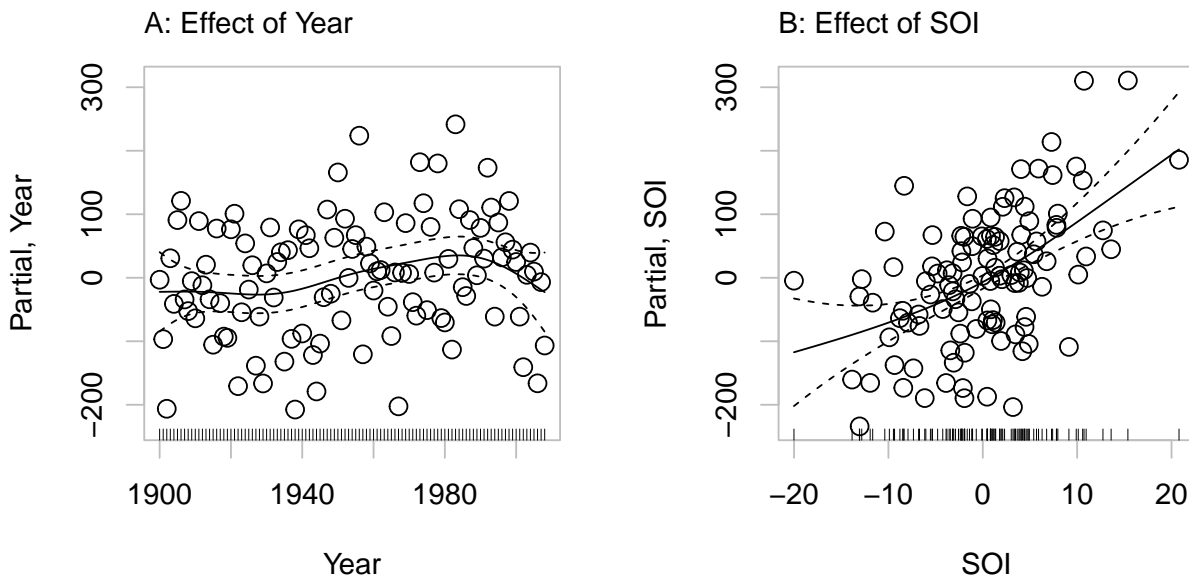 A: Effect of Year
B: Effect of SOI
Partial, Year
300
100
0
−200
1900
1940
1980
Year
Partial, SOI
300
100
0
−200
−20
−10
0
10
20
SOI